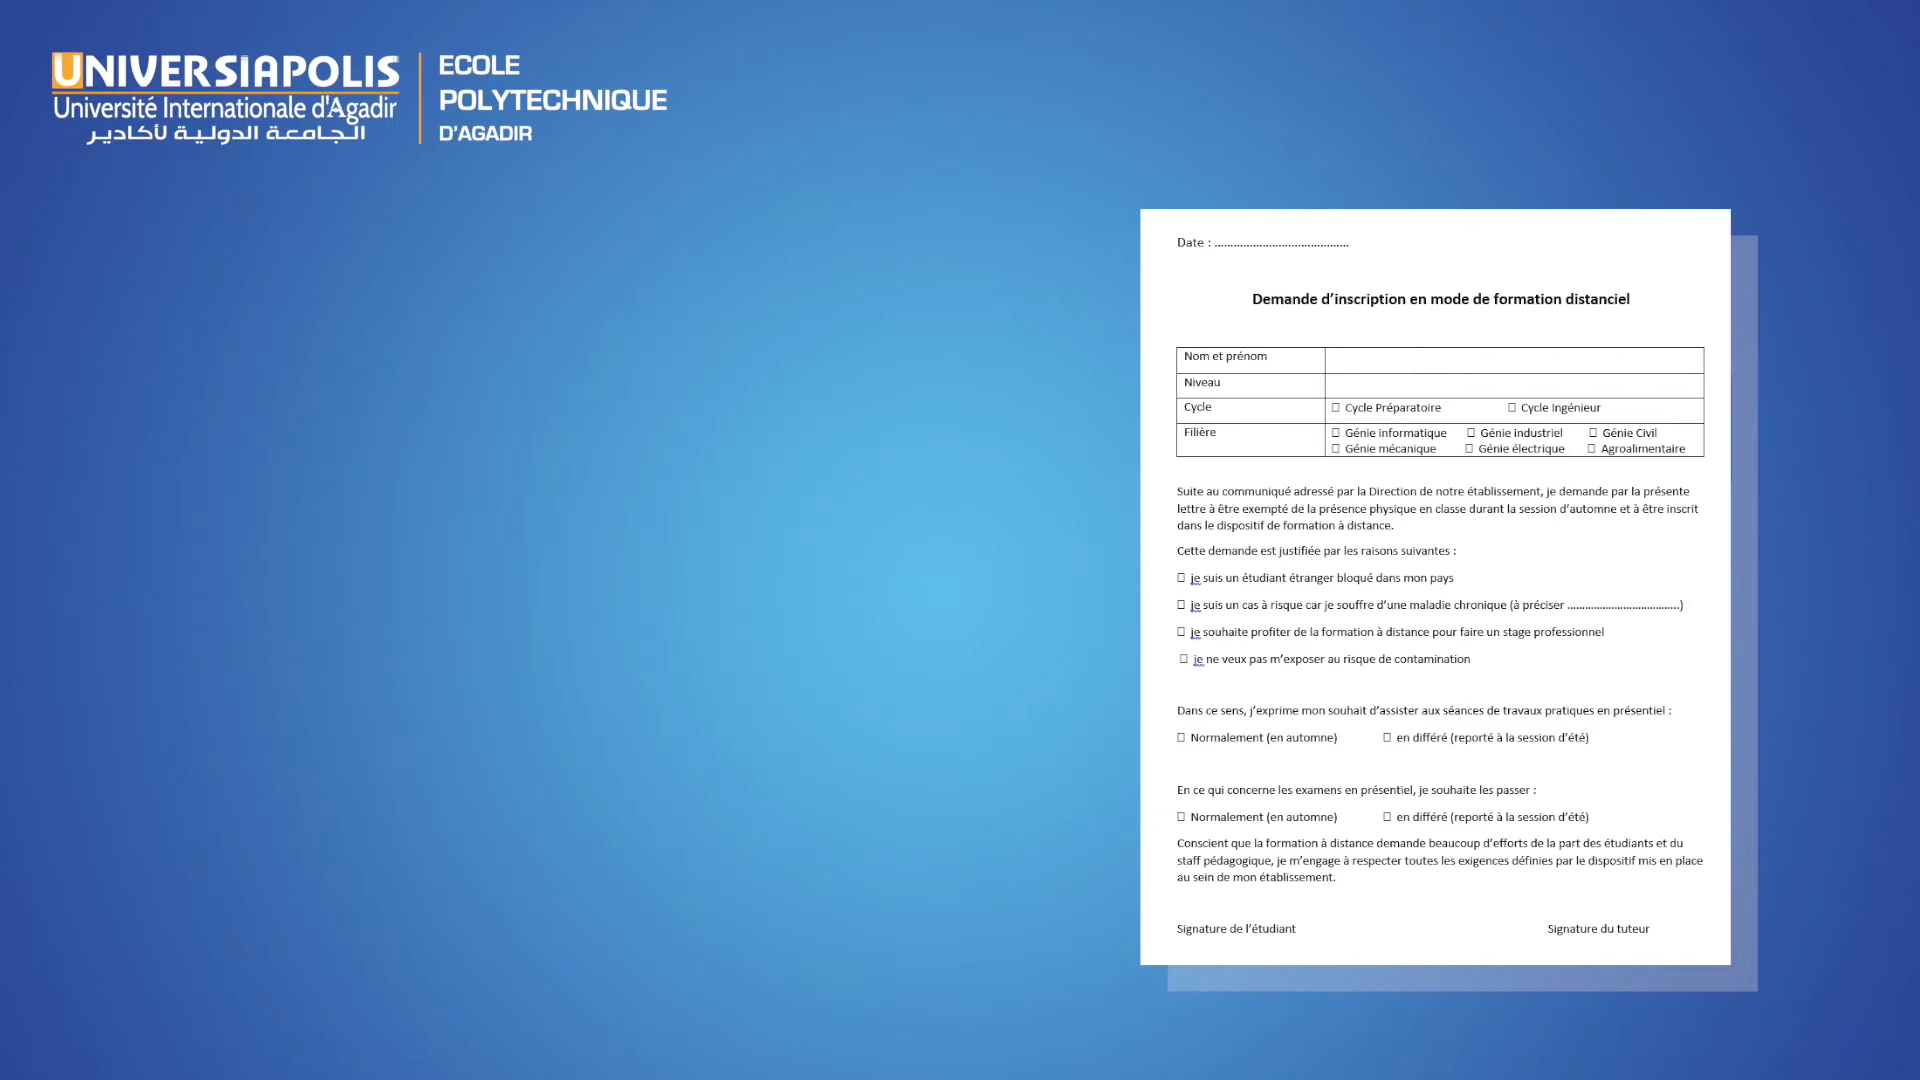 UNIVERSIAPOLIS
Université Internationale d'Agadir
الجامعة الدولية لأكادير
ECOLE
POLYTECHNIQUE
D'AGADIR
Date : ……………………………………
Demande d’inscription en mode de formation distanciel
Nom et prénom
Niveau
Cycle ☐ Cycle Préparatoire ☐ Cycle Ingénieur
Filière ☐ Génie informatique ☐ Génie industriel ☐ Génie Civil
☐ Génie mécanique ☐ Génie électrique ☐ Agroalimentaire
Suite au communiqué adressé par la Direction de notre établissement, je demande par la présente
lettre à être exempté de la présence physique en classe durant la session d’automne et à être inscrit
dans le dispositif de formation à distance.
Cette demande est justifiée par les raisons suivantes :
☐ je suis un étudiant étranger bloqué dans mon pays
☐ je suis un cas à risque car je souffre d’une maladie chronique (à préciser ………………………………..)
☐ je souhaite profiter de la formation à distance pour faire un stage professionnel
☐ je ne veux pas m’exposer au risque de contamination
Dans ce sens, j’exprime mon souhait d’assister aux séances de travaux pratiques en présentiel :
☐ Normalement (en automne) ☐ en différé (reporté à la session d’été)
En ce qui concerne les examens en présentiel, je souhaite les passer :
☐ Normalement (en automne) ☐ en différé (reporté à la session d’été)
Conscient que la formation à distance demande beaucoup d’efforts de la part des étudiants et du
staff pédagogique, je m’engage à respecter toutes les exigences définies par le dispositif mis en place
au sein de mon établissement.
Signature de l’étudiant Signature du tuteur